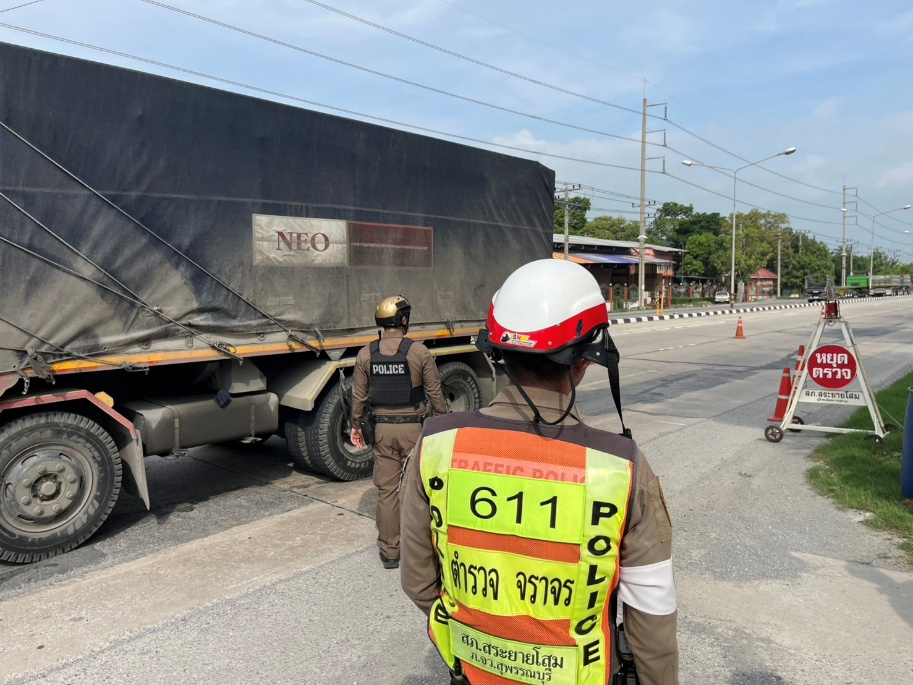 NEO
POLICE
หยุด
ตรวจ
สภ.สระยายโสม
TRAFFIC POLI
611
POLICE
ตำรวจ จราจร
สภ.สระยายโสม
ภ.จว.สุพรรณบุรี